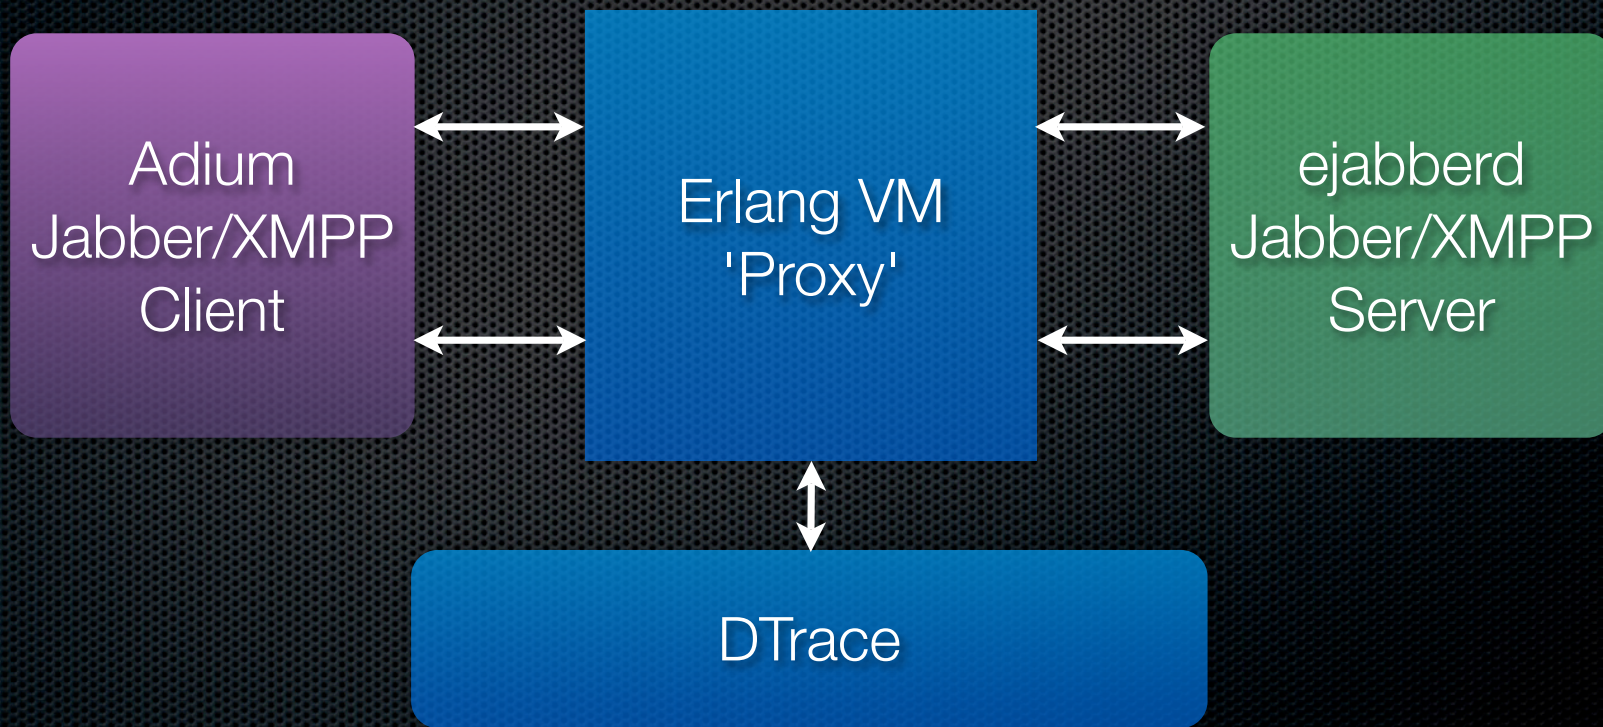 Adium
Jabber/XMPP
Client
Erlang VM
'Proxy'
ejabberd
Jabber/XMPP
Server
DTrace